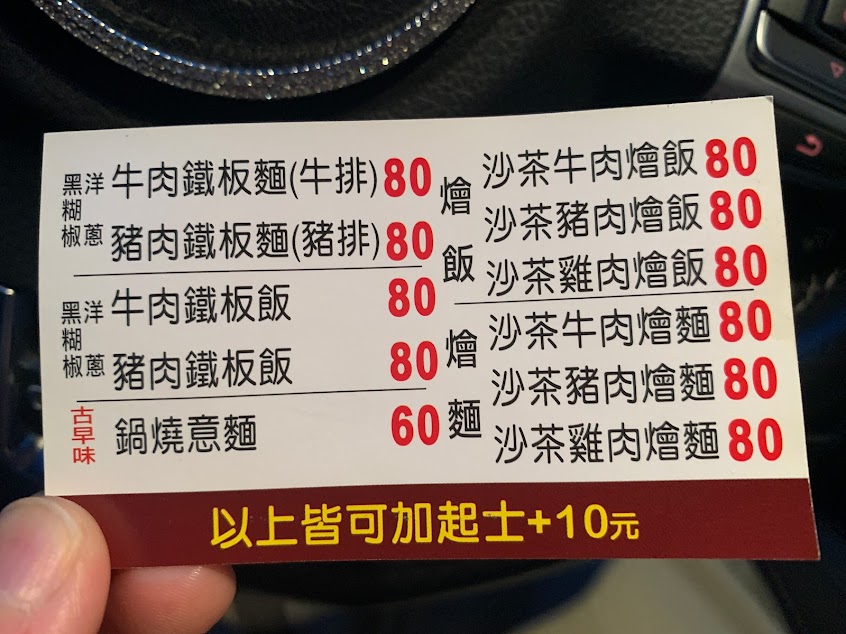 黑糊椒 洋蔥
牛肉鐵板麵(牛排) 80
豬肉鐵板麵(豬排) 80
黑糊椒 洋蔥
牛肉鐵板飯 80
豬肉鐵板飯 80
古早味
鍋燒意麵 60
燴飯
沙茶牛肉燴飯 80
沙茶豬肉燴飯 80
沙茶雞肉燴飯 80
燴麵
沙茶牛肉燴麵 80
沙茶豬肉燴麵 80
沙茶雞肉燴麵 80
以上皆可加起士+10元